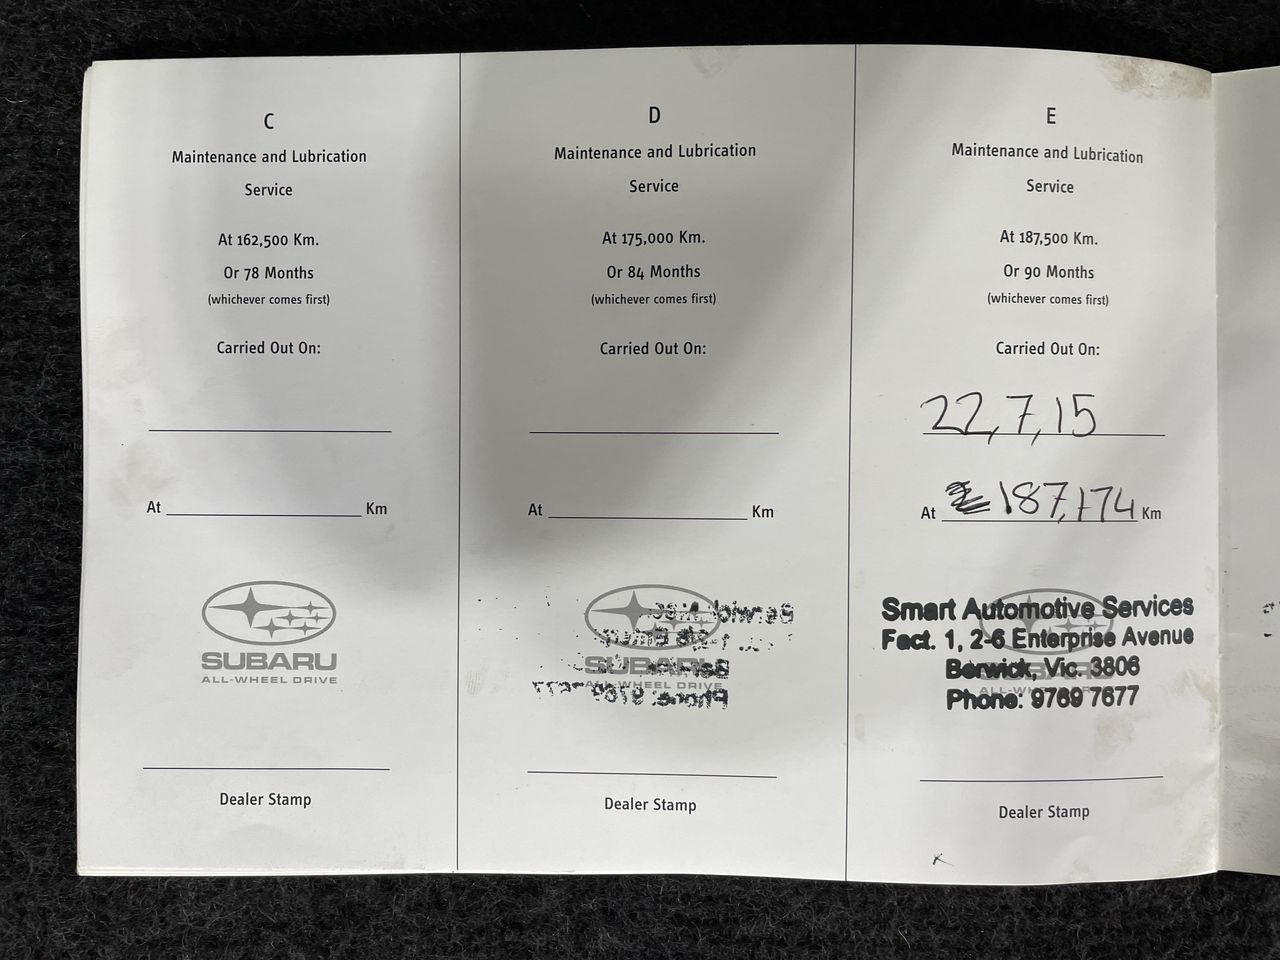 C
Maintenance and Lubrication
Service
At 162,500 Km.
Or 78 Months
(whichever comes first)
Carried Out On:
At Km
SUBARU
ALL-WHEEL DRIVE
Dealer Stamp
D
Maintenance and Lubrication
Service
At 175,000 Km.
Or 84 Months
(whichever comes first)
Carried Out On:
At Km
SUBARU
ALL-WHEEL DRIVE
Phone: 9769 7677
Dealer Stamp
E
Maintenance and Lubrication
Service
At 187,500 Km.
Or 90 Months
(whichever comes first)
Carried Out On:
22,7,15
At 187,174 Km
Smart Automotive Services
Fact. 1, 2-6 Enterprise Avenue
Berwick, Vic. 3806
Phone: 9769 7677
Dealer Stamp